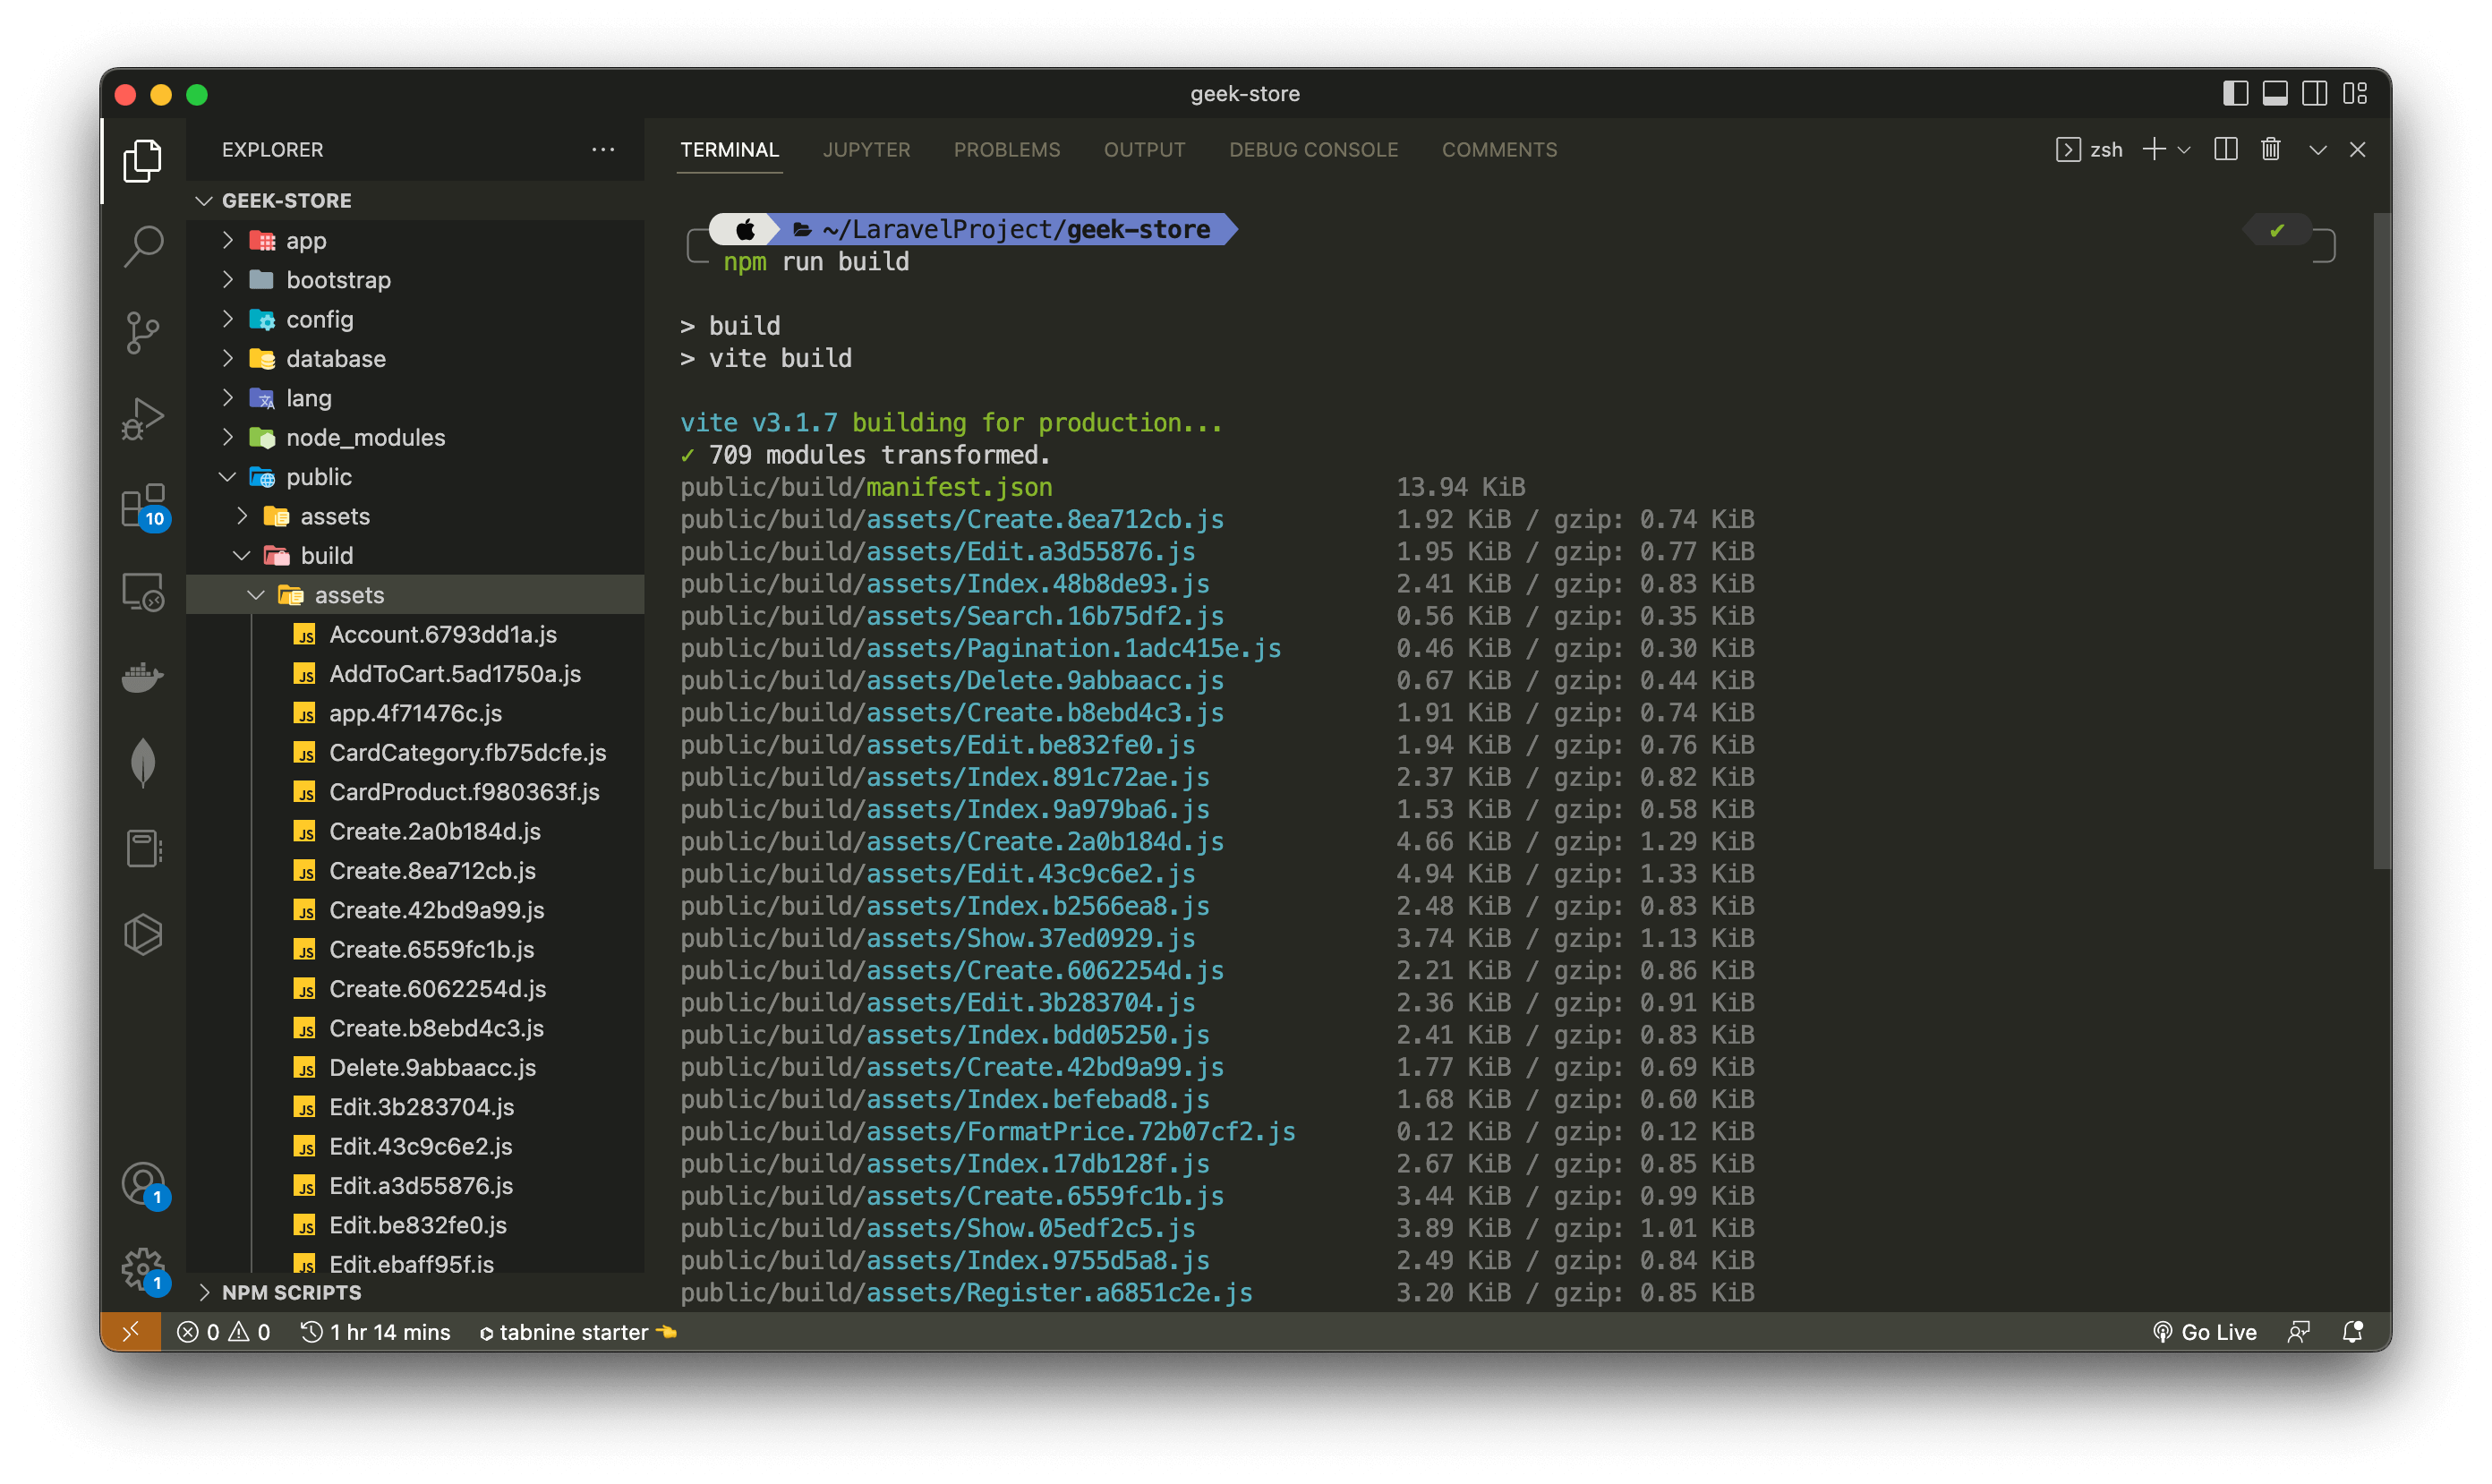 geek-store
EXPLORER
GEEK-STORE
app
bootstrap
config
database
lang
node_modules
public
assets
build
assets
Account.6793dd1a.js
AddToCart.5ad1750a.js
app.4f71476c.js
CardCategory.fb75dcfe.js
CardProduct.f980363f.js
Create.2a0b184d.js
Create.8ea712cb.js
Create.42bd9a99.js
Create.6559fc1b.js
Create.6062254d.js
Create.b8ebd4c3.js
Delete.9abbaacc.js
Edit.3b283704.js
Edit.43c9c6e2.js
Edit.a3d55876.js
Edit.be832fe0.js
Edit.ebaff95f.js
NPM SCRIPTS
10
1
1
TERMINAL JUPYTER PROBLEMS OUTPUT DEBUG CONSOLE COMMENTS
zsh
~/LaravelProject/geek-store
npm run build
> build
> vite build
vite v3.1.7 building for production...
✓ 709 modules transformed.
public/build/manifest.json 13.94 KiB
public/build/assets/Create.8ea712cb.js 1.92 KiB / gzip: 0.74 KiB
public/build/assets/Edit.a3d55876.js 1.95 KiB / gzip: 0.77 KiB
public/build/assets/Index.48b8de93.js 2.41 KiB / gzip: 0.83 KiB
public/build/assets/Search.16b75df2.js 0.56 KiB / gzip: 0.35 KiB
public/build/assets/Pagination.1adc415e.js 0.46 KiB / gzip: 0.30 KiB
public/build/assets/Delete.9abbaacc.js 0.67 KiB / gzip: 0.44 KiB
public/build/assets/Create.b8ebd4c3.js 1.91 KiB / gzip: 0.74 KiB
public/build/assets/Edit.be832fe0.js 1.94 KiB / gzip: 0.76 KiB
public/build/assets/Index.891c72ae.js 2.37 KiB / gzip: 0.82 KiB
public/build/assets/Index.9a979ba6.js 1.53 KiB / gzip: 0.58 KiB
public/build/assets/Create.2a0b184d.js 4.66 KiB / gzip: 1.29 KiB
public/build/assets/Edit.43c9c6e2.js 4.94 KiB / gzip: 1.33 KiB
public/build/assets/Index.b2566ea8.js 2.48 KiB / gzip: 0.83 KiB
public/build/assets/Show.37ed0929.js 3.74 KiB / gzip: 1.13 KiB
public/build/assets/Create.6062254d.js 2.21 KiB / gzip: 0.86 KiB
public/build/assets/Edit.3b283704.js 2.36 KiB / gzip: 0.91 KiB
public/build/assets/Index.bdd05250.js 2.41 KiB / gzip: 0.83 KiB
public/build/assets/Create.42bd9a99.js 1.77 KiB / gzip: 0.69 KiB
public/build/assets/Index.befebad8.js 1.68 KiB / gzip: 0.60 KiB
public/build/assets/FormatPrice.72b07cf2.js 0.12 KiB / gzip: 0.12 KiB
public/build/assets/Index.17db128f.js 2.67 KiB / gzip: 0.85 KiB
public/build/assets/Create.6559fc1b.js 3.44 KiB / gzip: 0.99 KiB
public/build/assets/Show.05edf2c5.js 3.89 KiB / gzip: 1.01 KiB
public/build/assets/Index.9755d5a8.js 2.49 KiB / gzip: 0.84 KiB
public/build/assets/Register.a6851c2e.js 3.20 KiB / gzip: 0.85 KiB
0 0 1 hr 14 mins tabnine starter Go Live